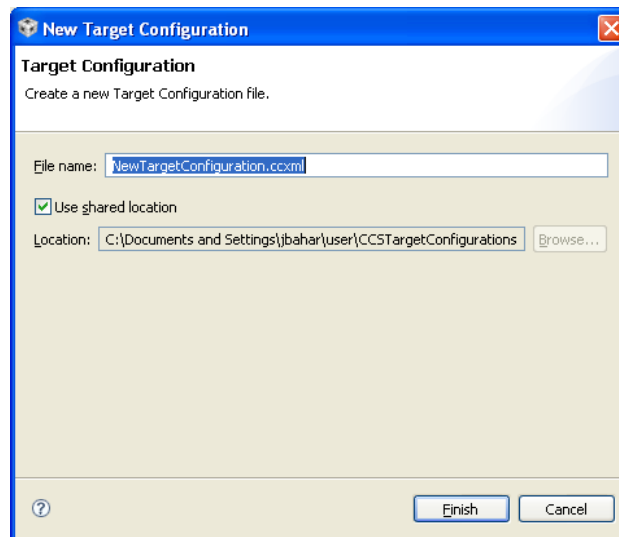 New Target Configuration
Target Configuration
Create a new Target Configuration file.
File name: NewTargetConfiguration.ccxml
Use shared location
Location: C:\Documents and Settings\jbahar\user\CCSTargetConfigurations Browse...
? Finish Cancel